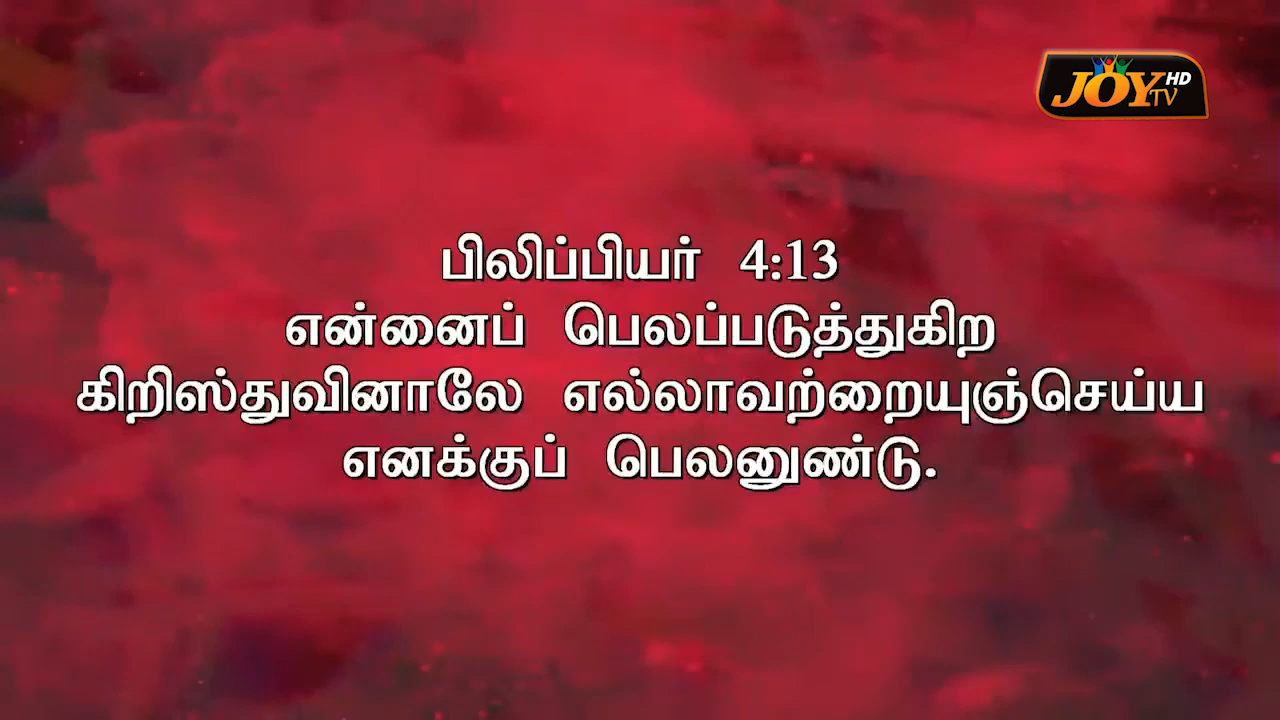 JOY TV HD
பிலிப்பியர் 4:13
என்னைப் பெலப்படுத்துகிற
கிறிஸ்துவினாலே எல்லாவற்றையுஞ்செய்ய
எனக்குப் பெலனுண்டு.